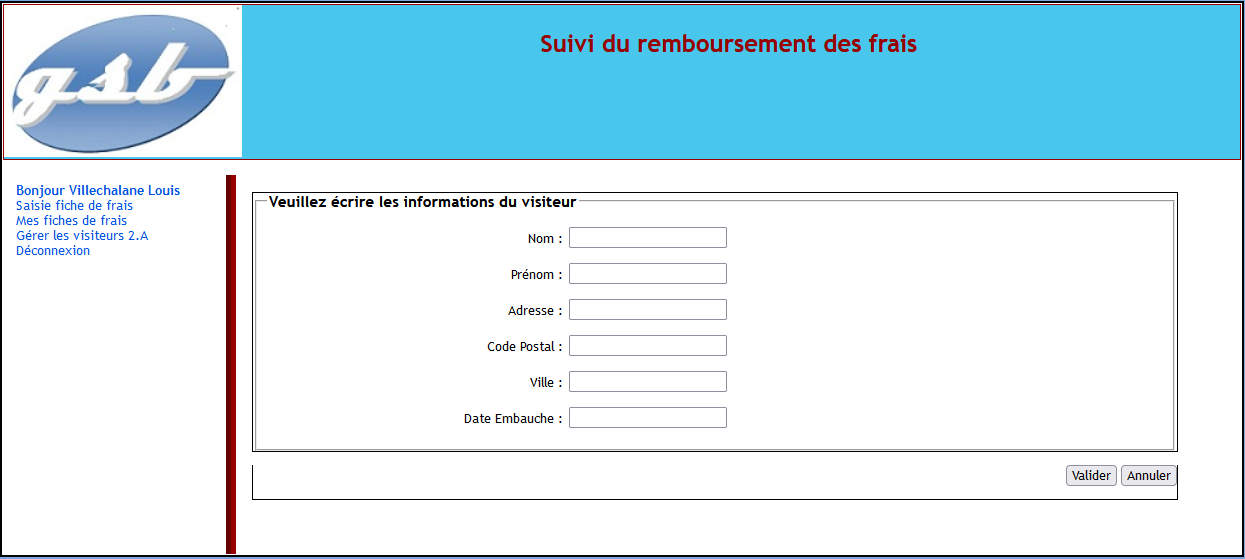 gsb
Suivi du remboursement des frais
Bonjour Villechalane Louis
Saisie fiche de frais
Mes fiches de frais
Gérer les visiteurs 2.A
Déconnexion
Veuillez écrire les informations du visiteur
Nom :
Prénom :
Adresse :
Code Postal :
Ville :
Date Embauche :
Valider Annuler